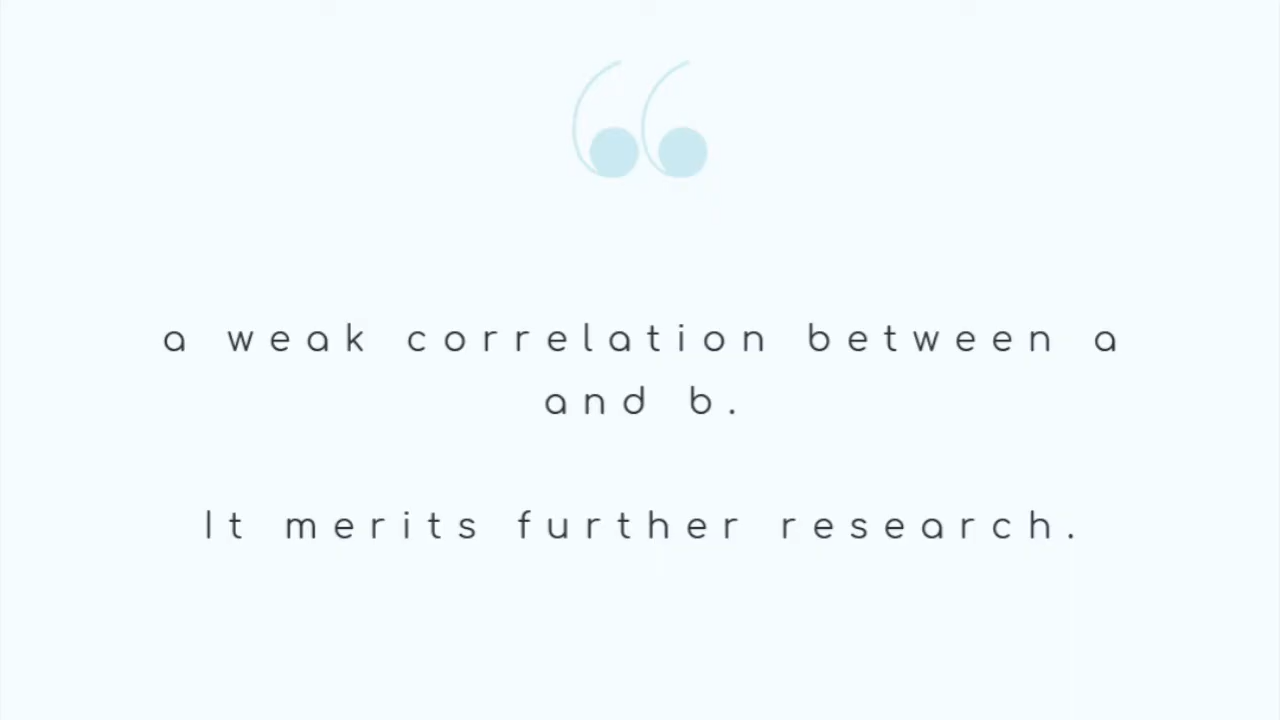 a weak correlation between a
and b.
It merits further research.